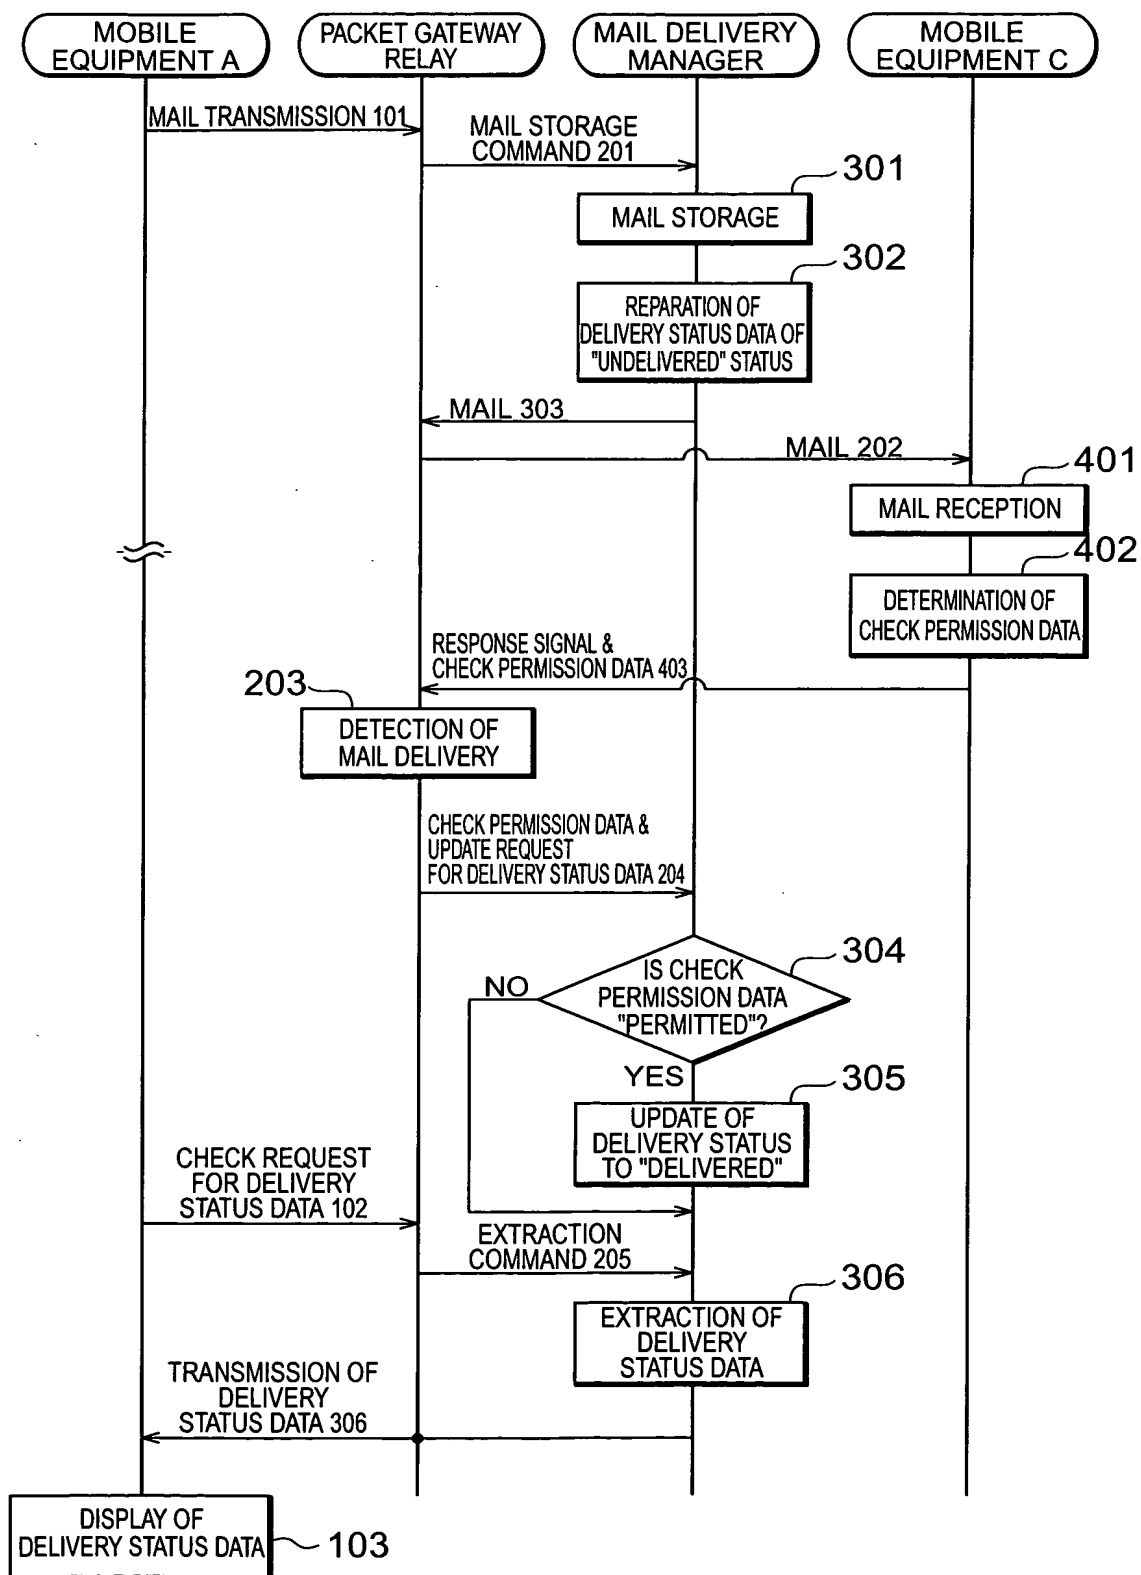 MOBILE
EQUIPMENT A
PACKET GATEWAY
RELAY
MAIL DELIVERY
MANAGER
MOBILE
EQUIPMENT C
MAIL TRANSMISSION 101
MAIL STORAGE
COMMAND 201
301
MAIL STORAGE
302
REPARATION OF
DELIVERY STATUS DATA OF
"UNDELIVERED" STATUS
MAIL 303
MAIL 202
401
MAIL RECEPTION
402
DETERMINATION OF
CHECK PERMISSION DATA
RESPONSE SIGNAL &
CHECK PERMISSION DATA 403
203
DETECTION OF
MAIL DELIVERY
CHECK PERMISSION DATA &
UPDATE REQUEST
FOR DELIVERY STATUS DATA 204
304
IS CHECK
PERMISSION DATA
"PERMITTED"?
NO
YES
305
UPDATE OF
DELIVERY STATUS
TO "DELIVERED"
CHECK REQUEST
FOR DELIVERY
STATUS DATA 102
EXTRACTION
COMMAND 205
306
EXTRACTION OF
DELIVERY
STATUS DATA
TRANSMISSION OF
DELIVERY
STATUS DATA 306
DISPLAY OF
DELIVERY STATUS DATA
103